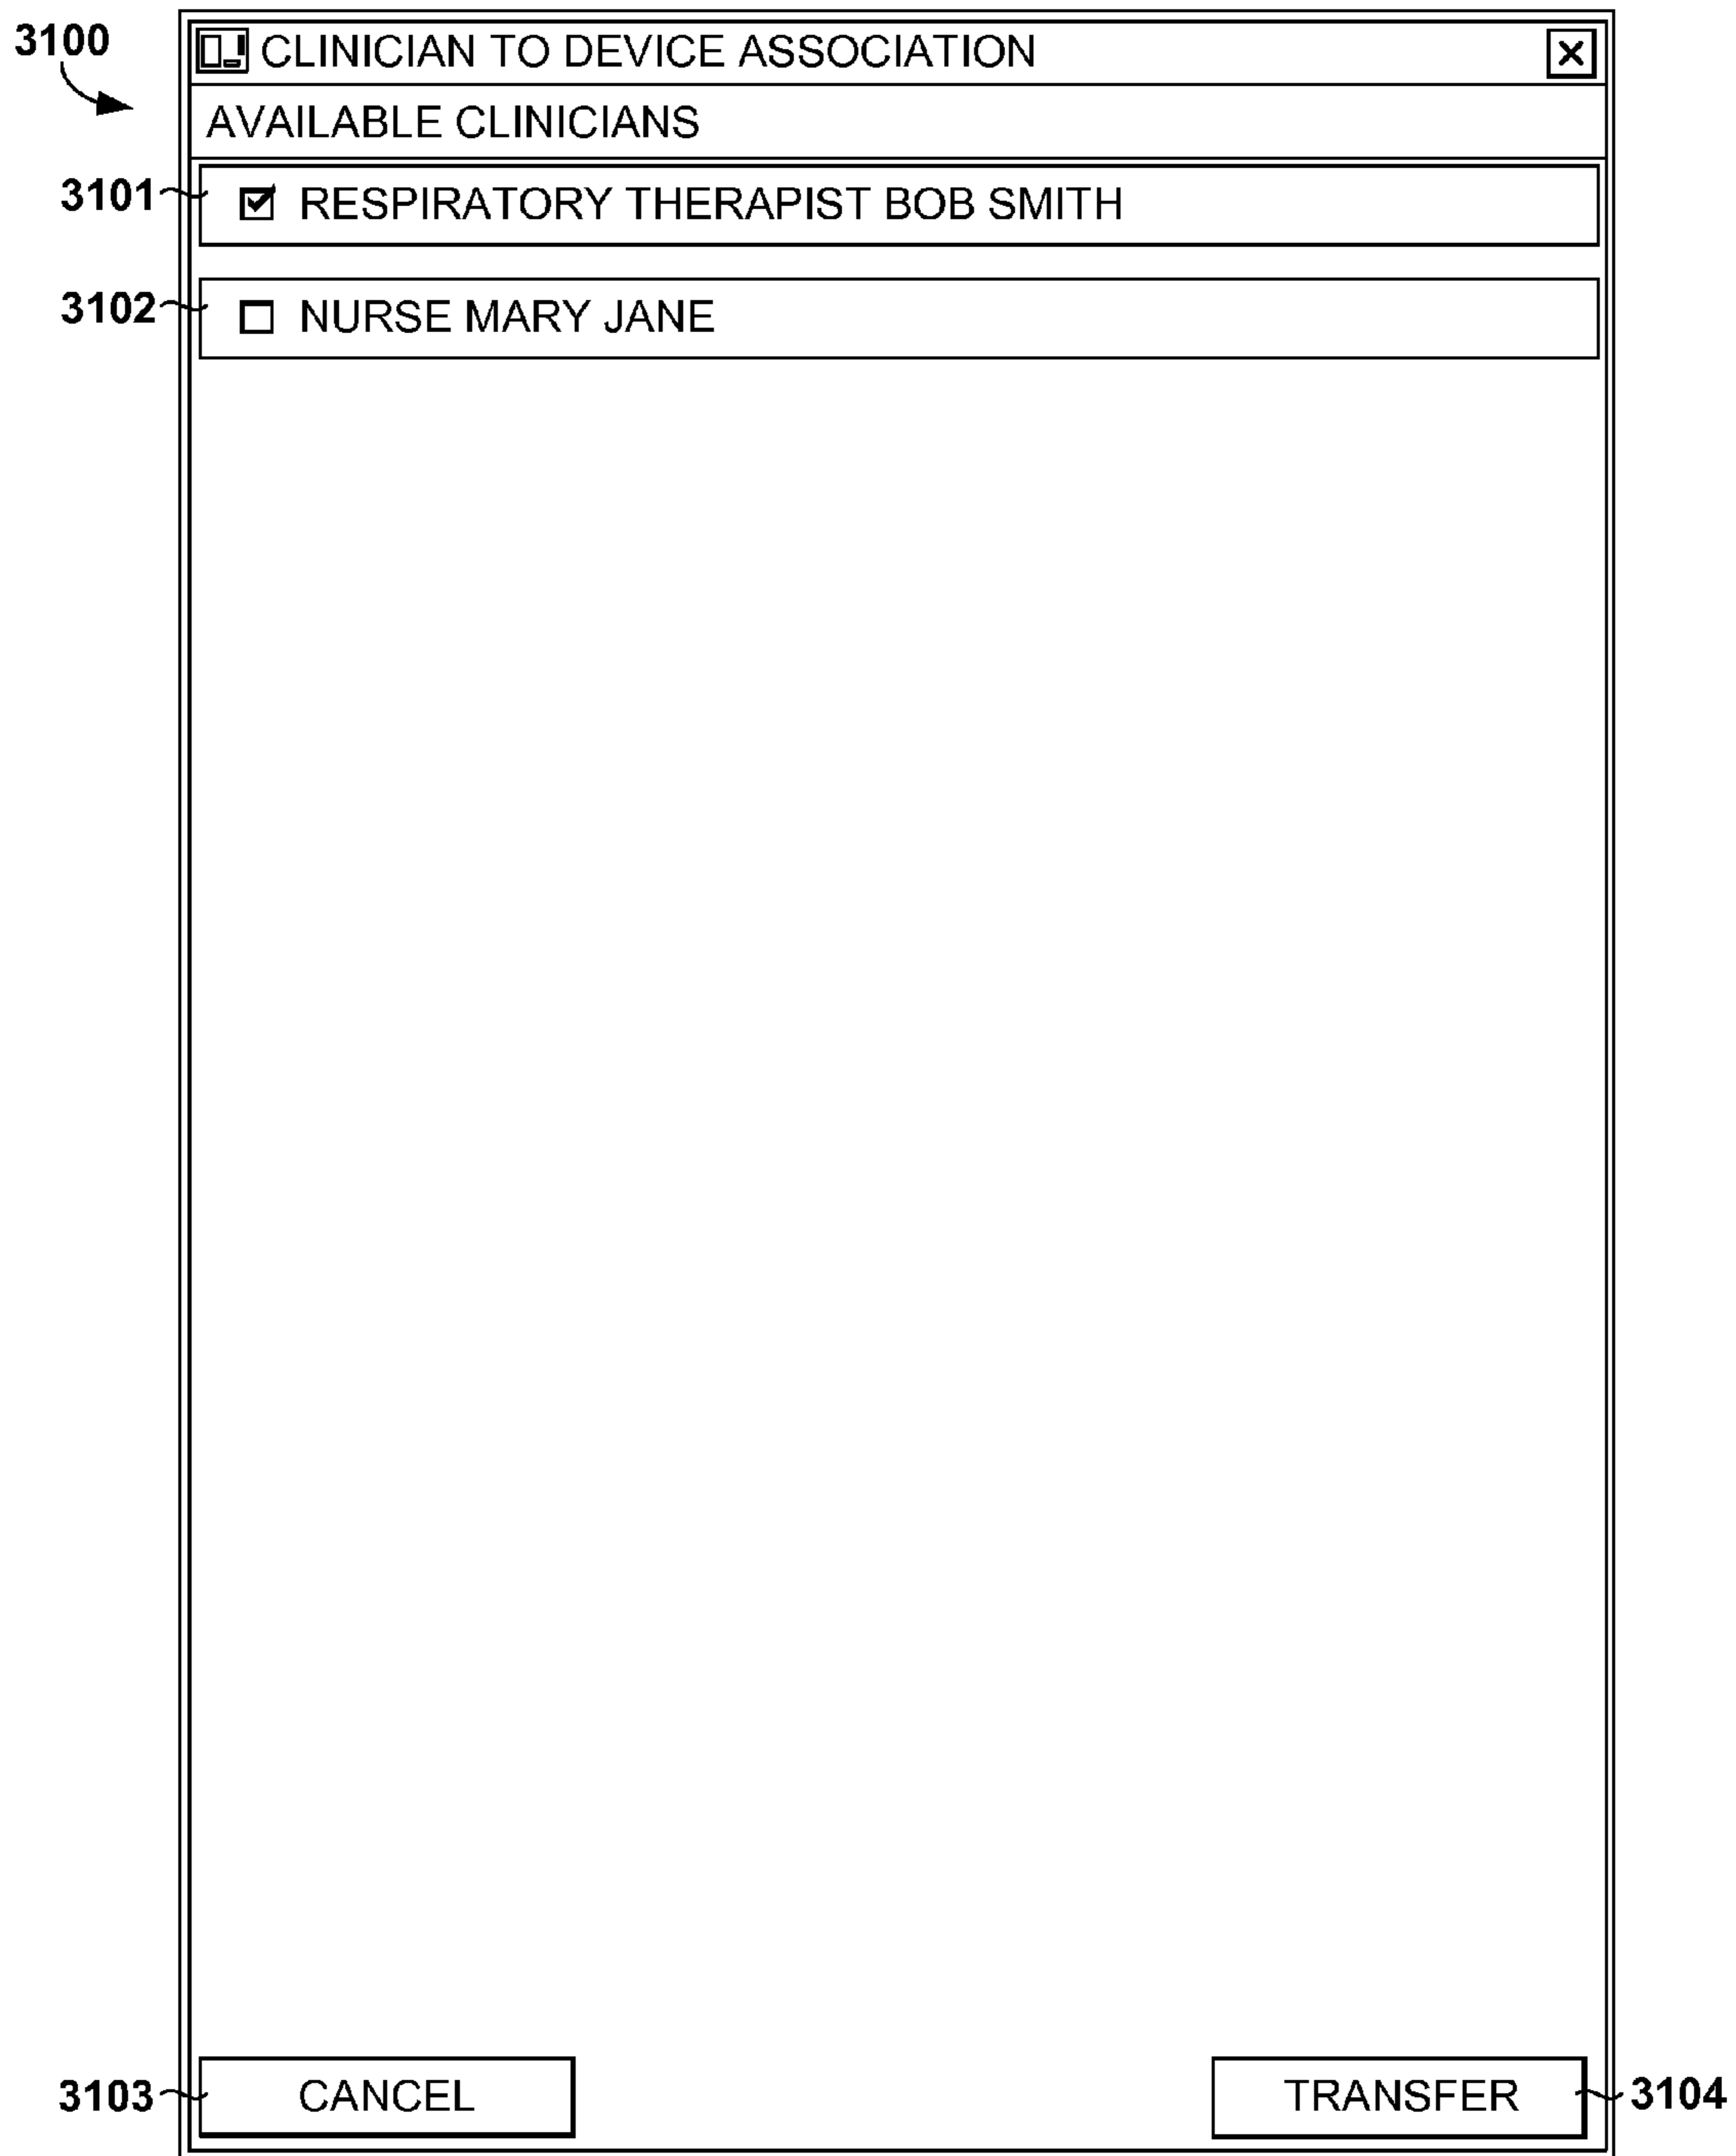 3100
CLINICIAN TO DEVICE ASSOCIATION
AVAILABLE CLINICIANS
3101 RESPIRATORY THERAPIST BOB SMITH
3102 NURSE MARY JANE
3103 CANCEL TRANSFER 3104